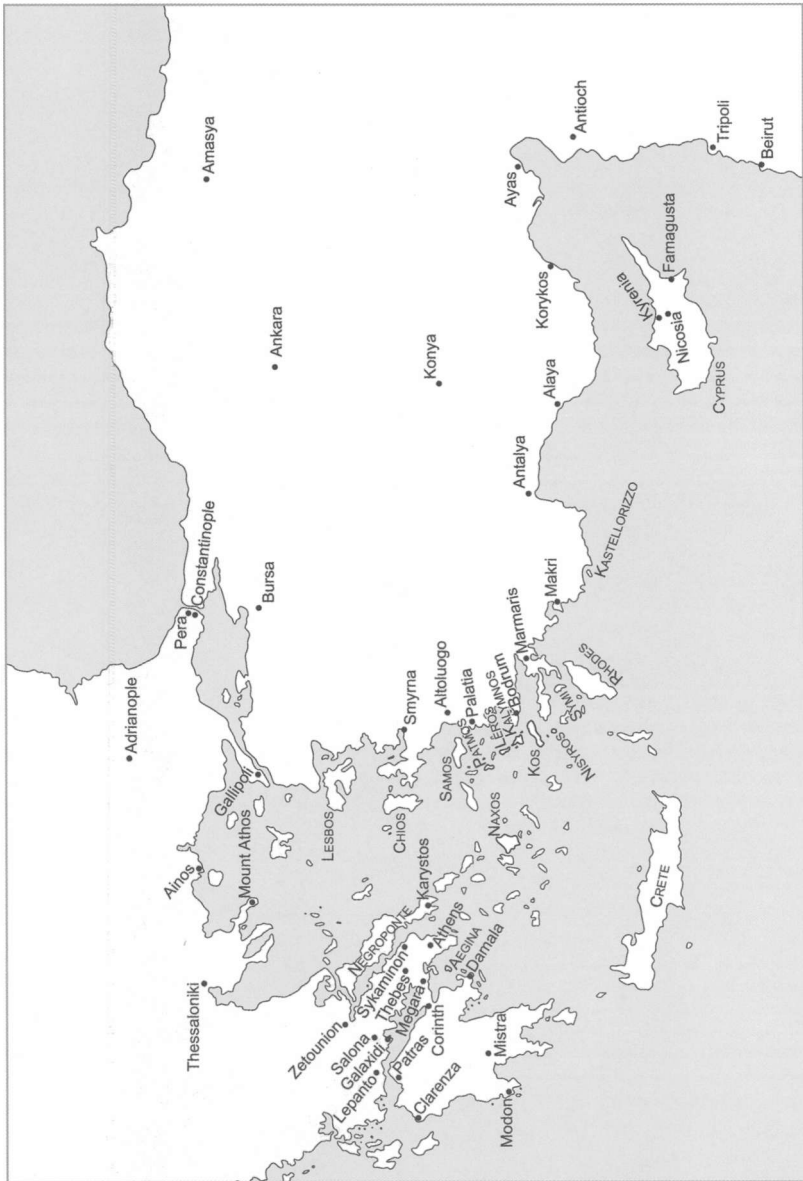 Amasya
Ankara
Konya
Adrianople
Pera
Constantinople
Bursa
Gallipoli
Ainos
Mount Athos
Thessaloniki
LESBOS
CHIOS
Smyrna
Altoluogo
SAMOS
Palatia
PATMOS
LEROS
KALYMNOS
Bodrum
KOS
NISYROS
SYMI
RHODES
Marmaris
Makri
KASTELLORIZZO
Antalya
Alaya
Korykos
Ayas
Antioch
Tripoli
Beirut
Kyrenia
Famagusta
Nicosia
CYPRUS
CRETE
NAXOS
Karystos
NEGROPONTE
Athens
AEGINA
Damala
Sykaminon
Thebes
Megara
Corinth
Zetounion
Salona
Galaxidi
Lepanto
Patras
Clarenza
Mistra
Modon